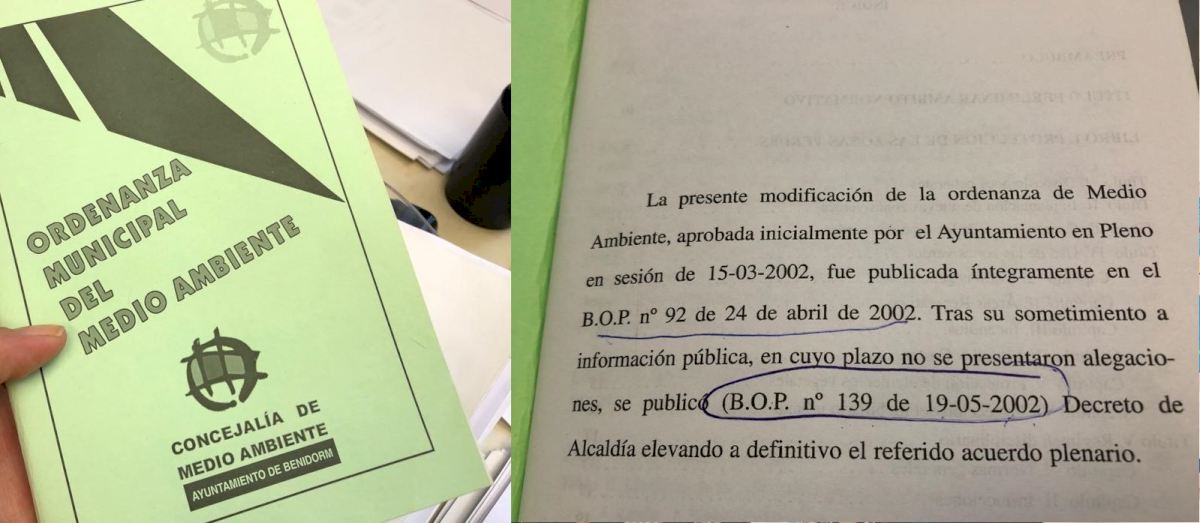 ORDENANZA
MUNICIPAL
DEL
MEDIO AMBIENTE
CONCEJALÍA DE
MEDIO AMBIENTE
AYUNTAMIENTO DE BENIDORM
La presente modificación de la ordenanza de Medio
Ambiente, aprobada inicialmente por el Ayuntamiento en Pleno
en sesión de 15-03-2002, fue publicada íntegramente en el
B.O.P. nº 92 de 24 de abril de 2002. Tras su sometimiento a
información pública, en cuyo plazo no se presentaron alegacio-
nes, se publicó (B.O.P. nº 139 de 19-05-2002) Decreto de
Alcaldía elevando a definitivo el referido acuerdo plenario.